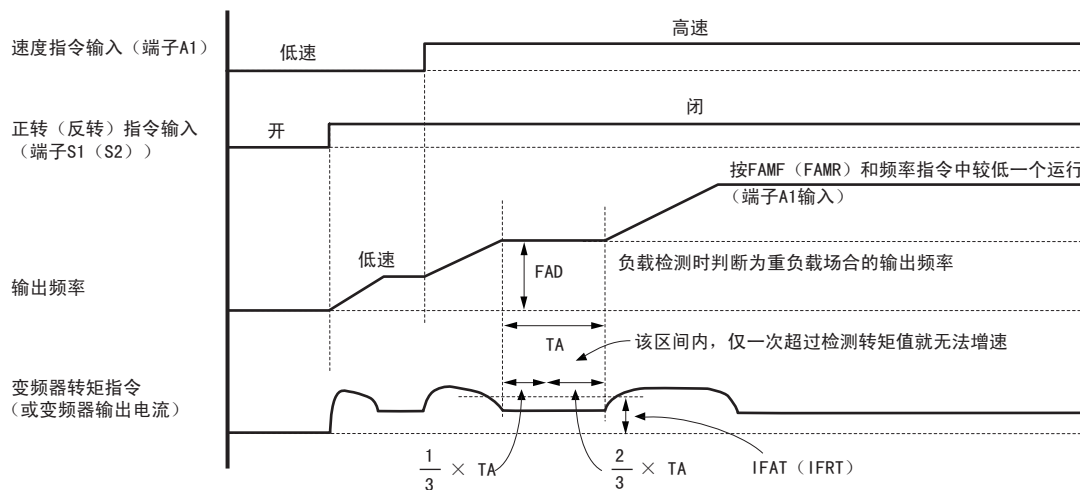 速度指令输入（端子A1）
低速
高速
正转（反转）指令输入
（端子S1（S2））
开
闭
按FAMF（FAMR）和频率指令中较低一个运行
（端子A1输入）
低速
输出频率
FAD
负载检测时判断为重负载场合的输出频率
TA
该区间内，仅一次超过检测转矩值就无法增速
变频器转矩指令
（或变频器输出电流）
1/3 × TA
2/3 × TA
IFAT（IFRT）